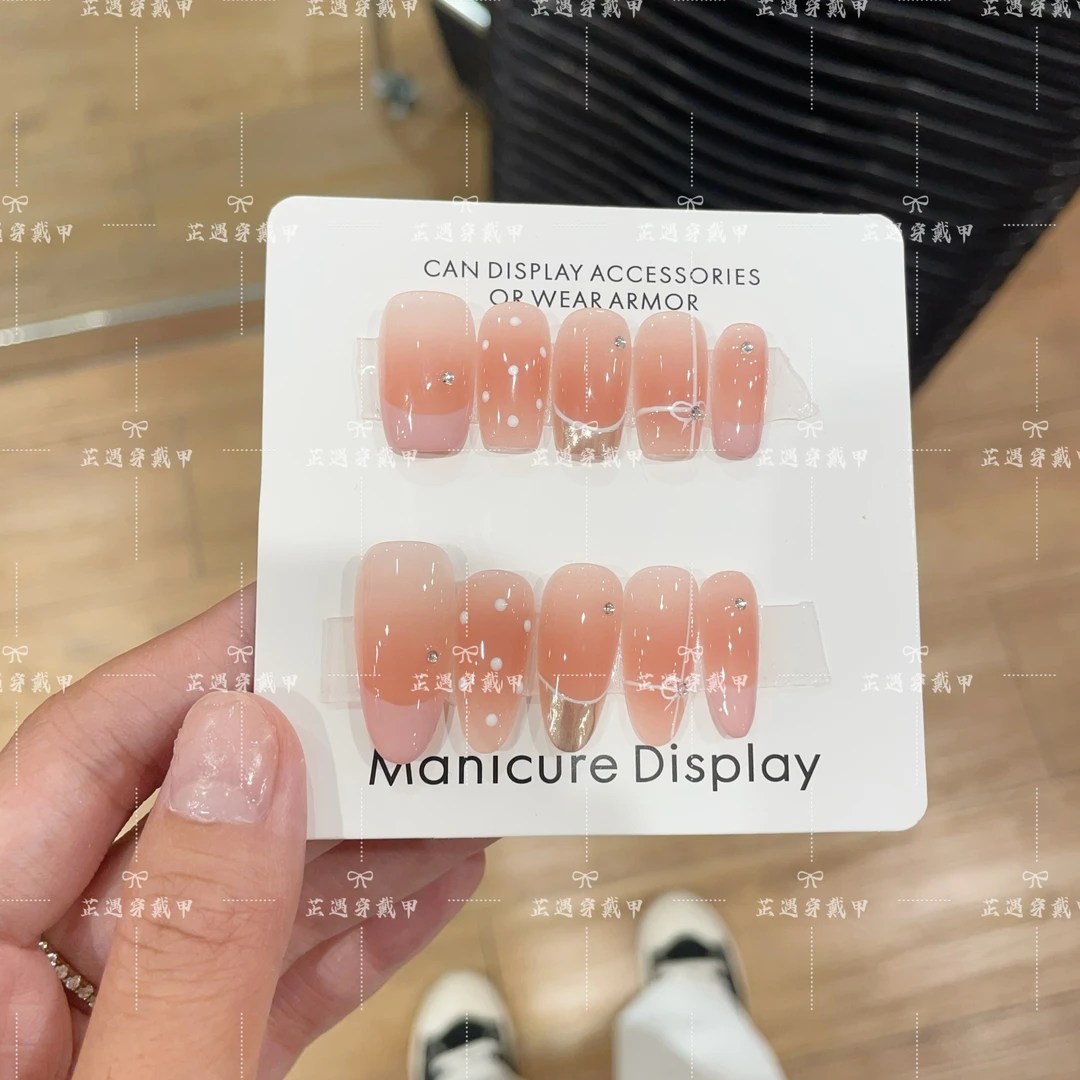 CAN DISPLAY ACCESSORIES
OR WEAR ARMOR
Manicure Display
芷遇穿戴甲